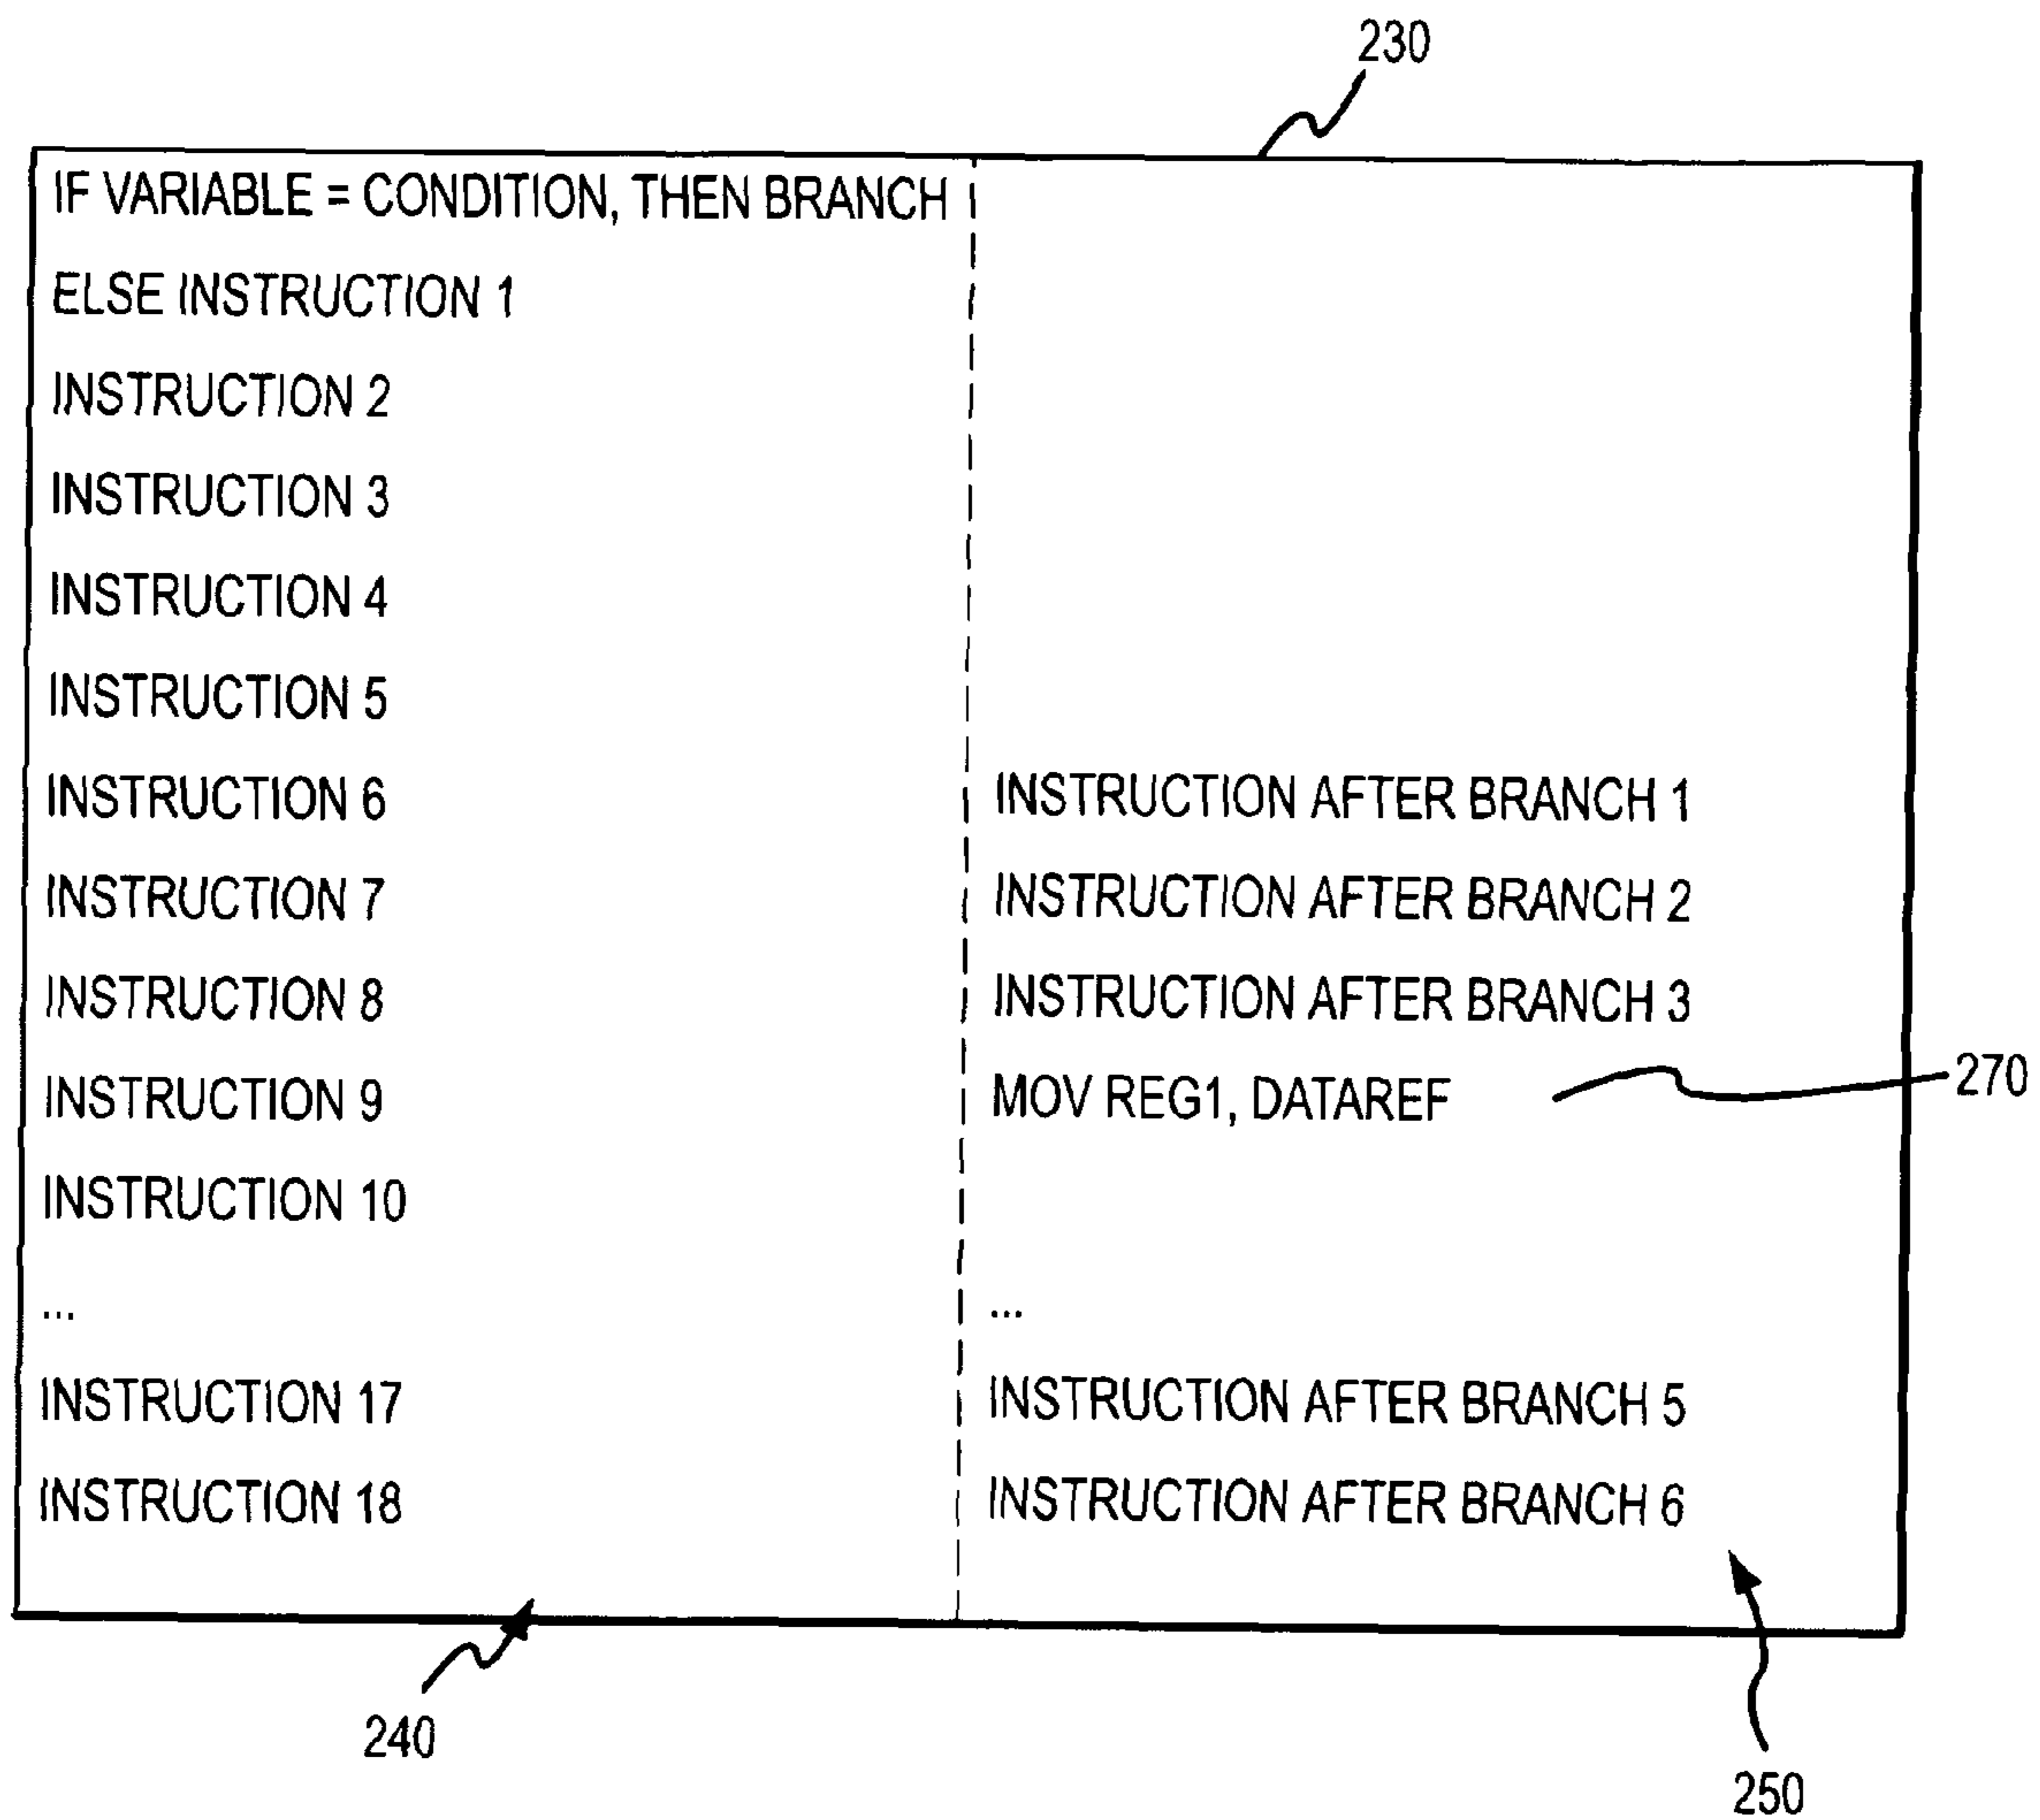 230
IF VARIABLE = CONDITION, THEN BRANCH
ELSE INSTRUCTION 1
INSTRUCTION 2
INSTRUCTION 3
INSTRUCTION 4
INSTRUCTION 5
INSTRUCTION 6
INSTRUCTION 7
INSTRUCTION 8
INSTRUCTION 9
INSTRUCTION 10
...
INSTRUCTION 17
INSTRUCTION 18
INSTRUCTION AFTER BRANCH 1
INSTRUCTION AFTER BRANCH 2
INSTRUCTION AFTER BRANCH 3
MOV REG1, DATAREF
270
...
INSTRUCTION AFTER BRANCH 5
INSTRUCTION AFTER BRANCH 6
240
250